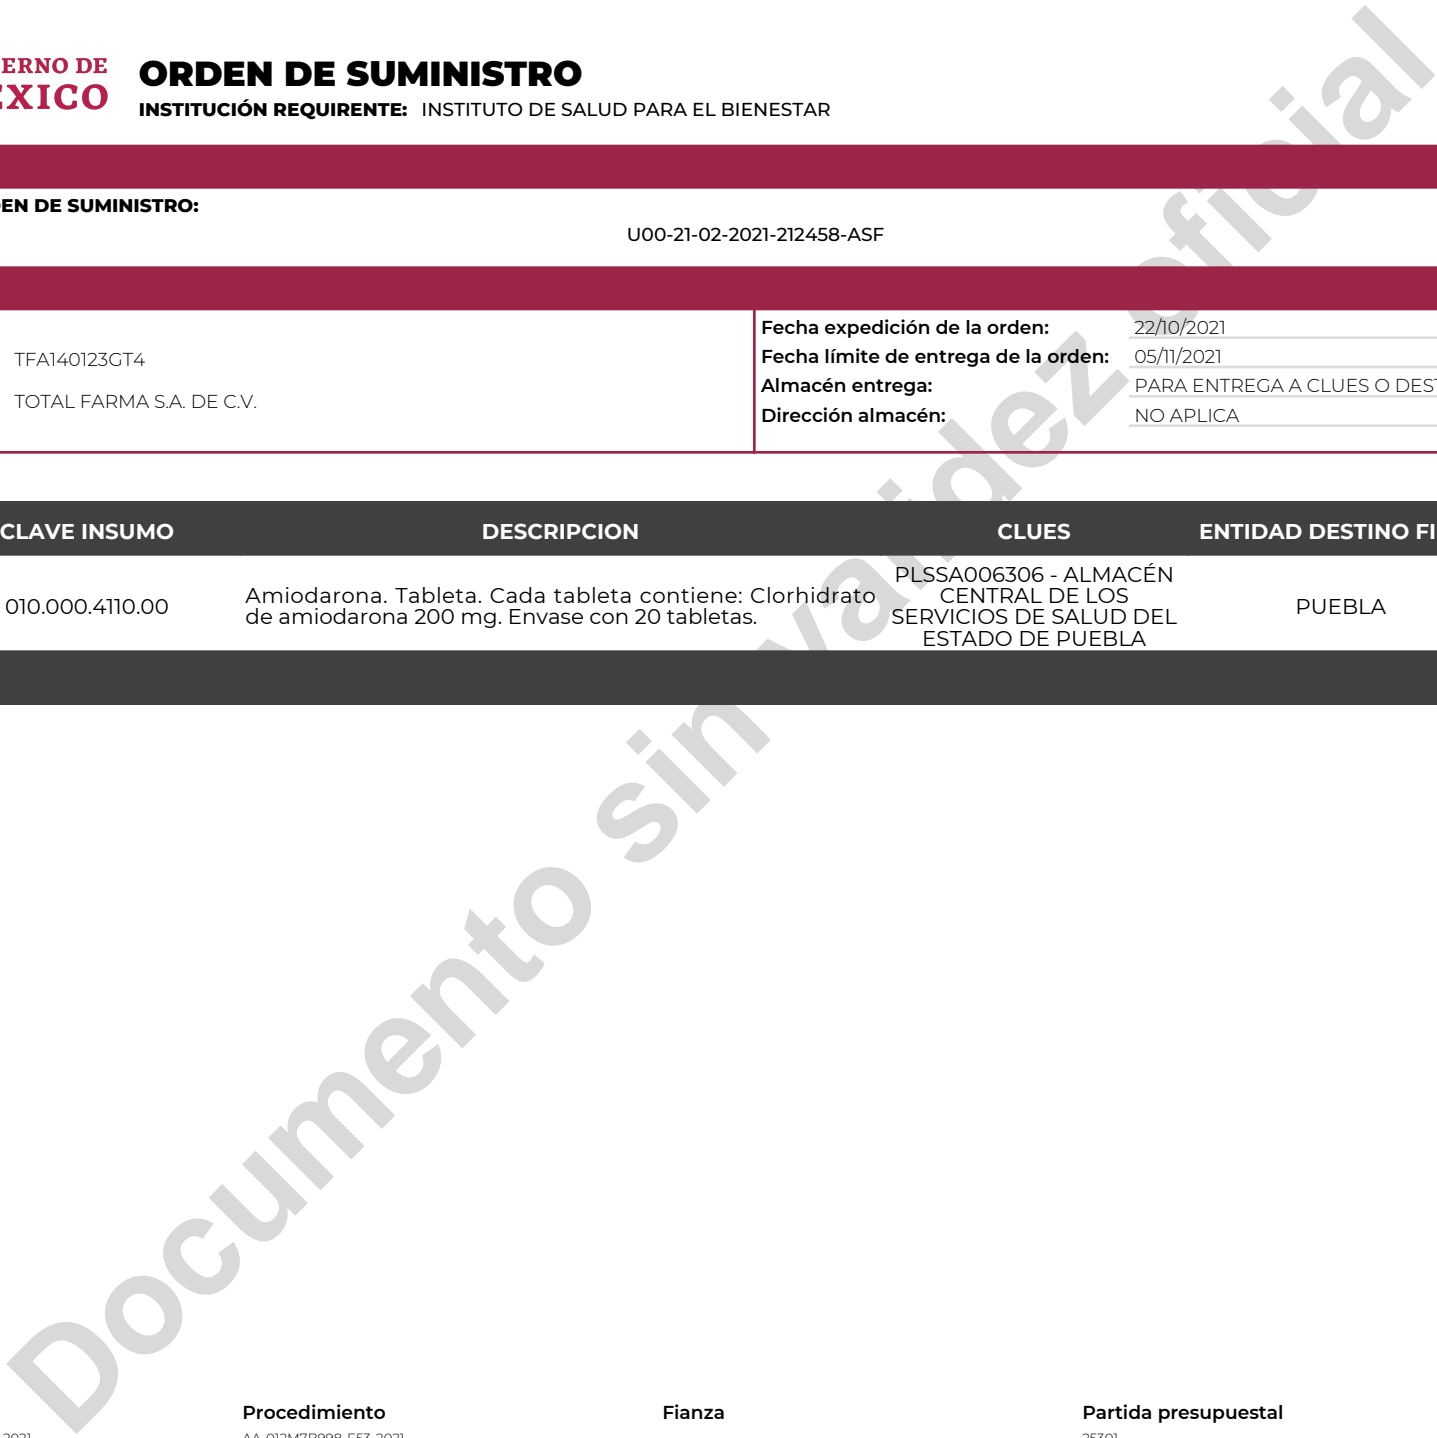 ERNO DE
EXICO
ORDEN DE SUMINISTRO
INSTITUCIÓN REQUIRENTE: INSTITUTO DE SALUD PARA EL BIENESTAR
EN DE SUMINISTRO:
U00-21-02-2021-212458-ASF
TFA140123GT4
TOTAL FARMA S.A. DE C.V.
Fecha expedición de la orden: 22/10/2021
Fecha límite de entrega de la orden: 05/11/2021
Almacén entrega: PARA ENTREGA A CLUES O DEST
Dirección almacén: NO APLICA
CLAVE INSUMO DESCRIPCION CLUES ENTIDAD DESTINO FI
010.000.4110.00
Amiodarona. Tableta. Cada tableta contiene: Clorhidrato
de amiodarona 200 mg. Envase con 20 tabletas.
PLSSA006306 - ALMACÉN
CENTRAL DE LOS
SERVICIOS DE SALUD DEL
ESTADO DE PUEBLA
PUEBLA
Documento sin validez oficial
Procedimiento Fianza Partida presupuestal